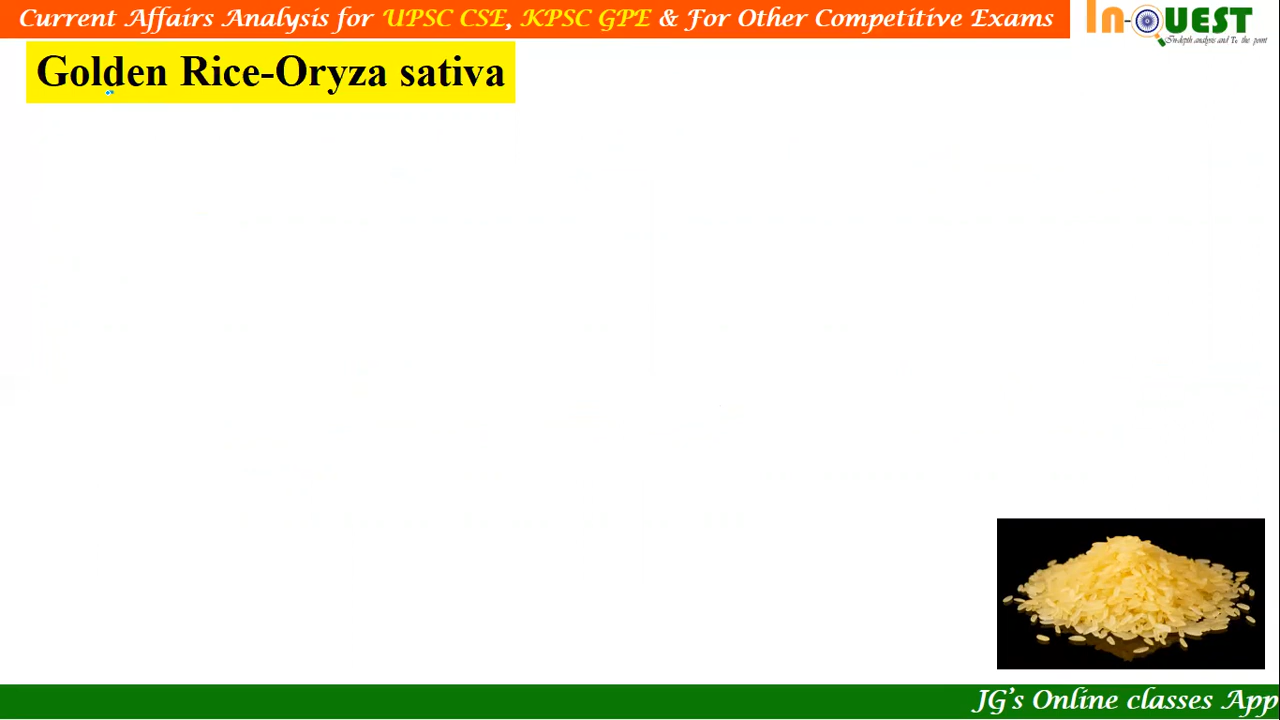 Current Affairs Analysis for UPSC CSE, KPSC GPE & For Other Competitive Exams
In-QUEST
In-depth analysis and To the point
Golden Rice-Oryza sativa
JG's Online classes App